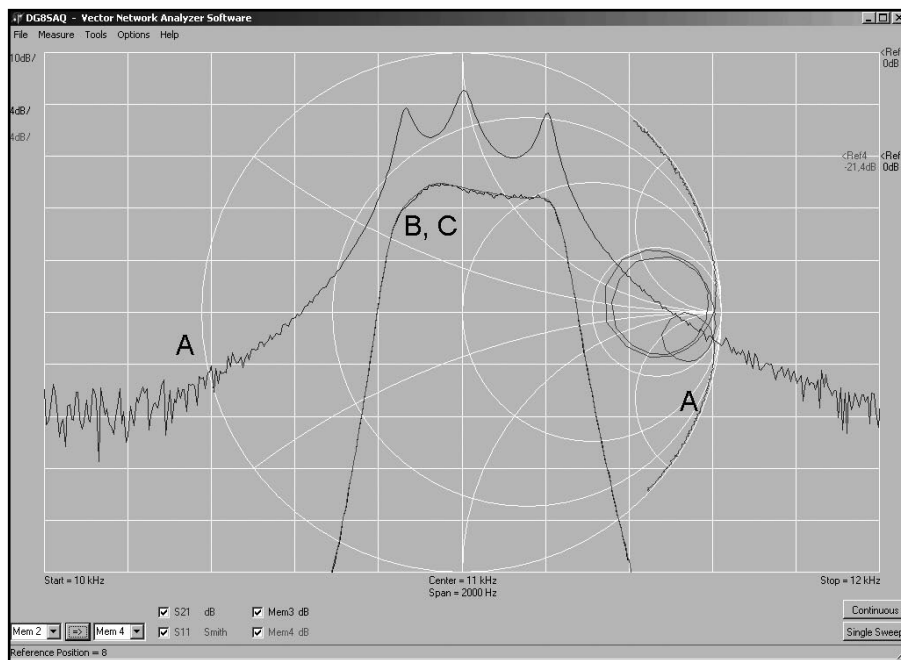 DG8SAQ - Vector Network Analyzer Software
File Measure Tools Options Help
10dB/
<Ref
0dB
4dB/
4dB/
<Ref4
-21,4dB
<Ref
0dB
B, C
A
A
Start = 10 kHz
Center = 11 kHz
Span = 2000 Hz
Stop = 12 kHz
S21 dB
Mem3 dB
Continuous
Mem 2
=>
Mem 4
S11 Smith
Mem4 dB
Single Sweep
Reference Position = 8